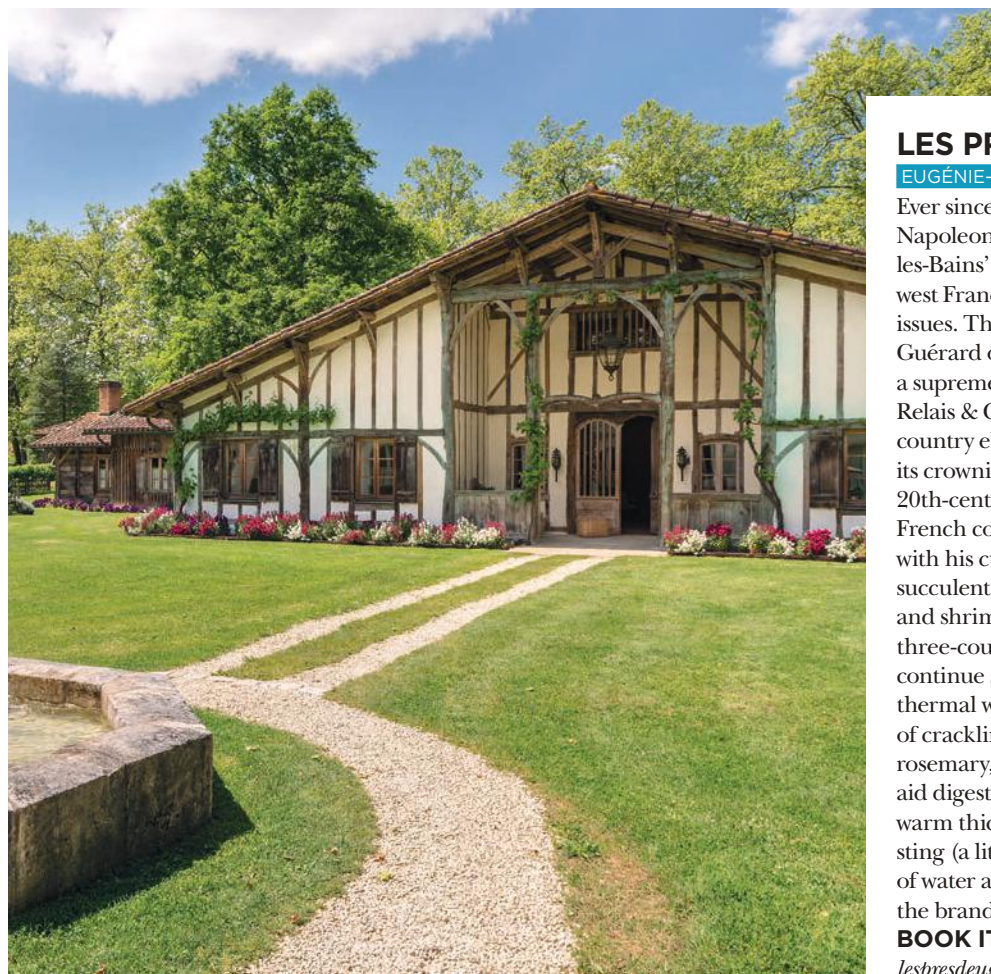 LES PR
EUGÉNIE-
Ever since
Napoleon
les-Bains'
west Franc
issues. Th
Guérard o
a supreme
Relais & C
country e
its crowni
20th-cent
French co
with his c
succulent
and shrim
three-cou
continue
thermal w
of cracklin
rosemary,
aid digest
warm thic
sting (a lit
of water a
the brand
BOOK IT
lespresdeu